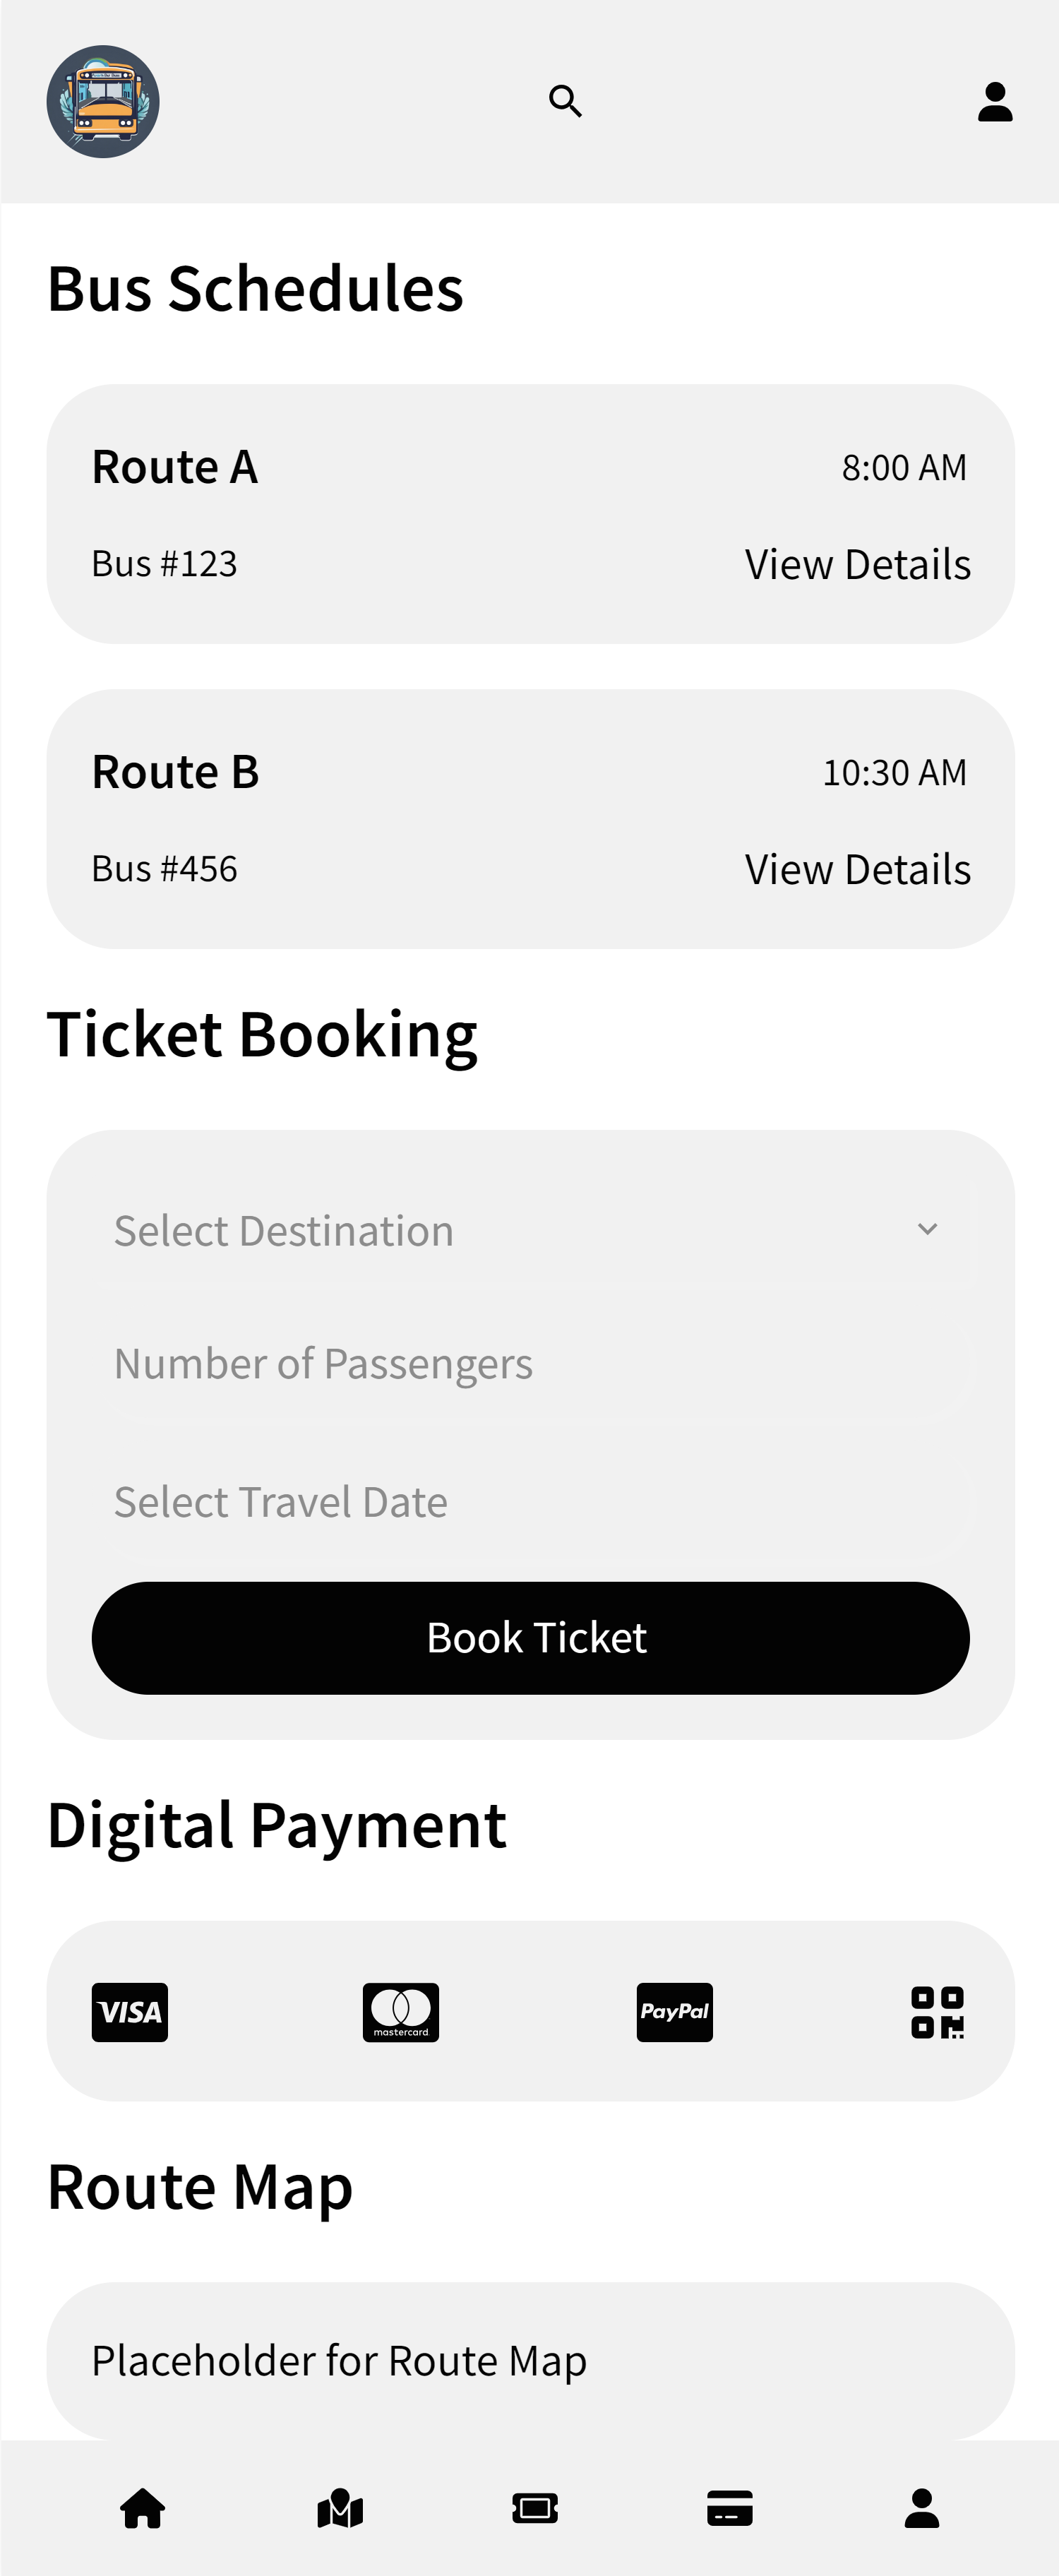 Bus Schedules
Route A
8:00 AM
Bus #123
View Details
Route B
10:30 AM
Bus #456
View Details
Ticket Booking
Select Destination
Number of Passengers
Select Travel Date
Book Ticket
Digital Payment
VISA
mastercard
PayPal
Route Map
Placeholder for Route Map